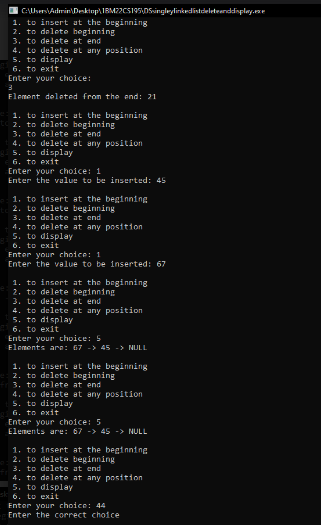 C:\Users\Admin\Desktop\1BM22CS195\DSsingleylinkedlistdeleteanddisplay.exe
1. to insert at the beginning
2. to delete beginning
3. to delete at end
4. to delete at any position
5. to display
6. to exit
Enter your choice:
3
Element deleted from the end: 21
1. to insert at the beginning
2. to delete beginning
3. to delete at end
4. to delete at any position
5. to display
6. to exit
Enter your choice: 1
Enter the value to be inserted: 45
1. to insert at the beginning
2. to delete beginning
3. to delete at end
4. to delete at any position
5. to display
6. to exit
Enter your choice: 1
Enter the value to be inserted: 67
1. to insert at the beginning
2. to delete beginning
3. to delete at end
4. to delete at any position
5. to display
6. to exit
Enter your choice: 5
Elements are: 67 -> 45 -> NULL
1. to insert at the beginning
2. to delete beginning
3. to delete at end
4. to delete at any position
5. to display
6. to exit
Enter your choice: 5
Elements are: 67 -> 45 -> NULL
1. to insert at the beginning
2. to delete beginning
3. to delete at end
4. to delete at any position
5. to display
6. to exit
Enter your choice: 44
Enter the correct choice